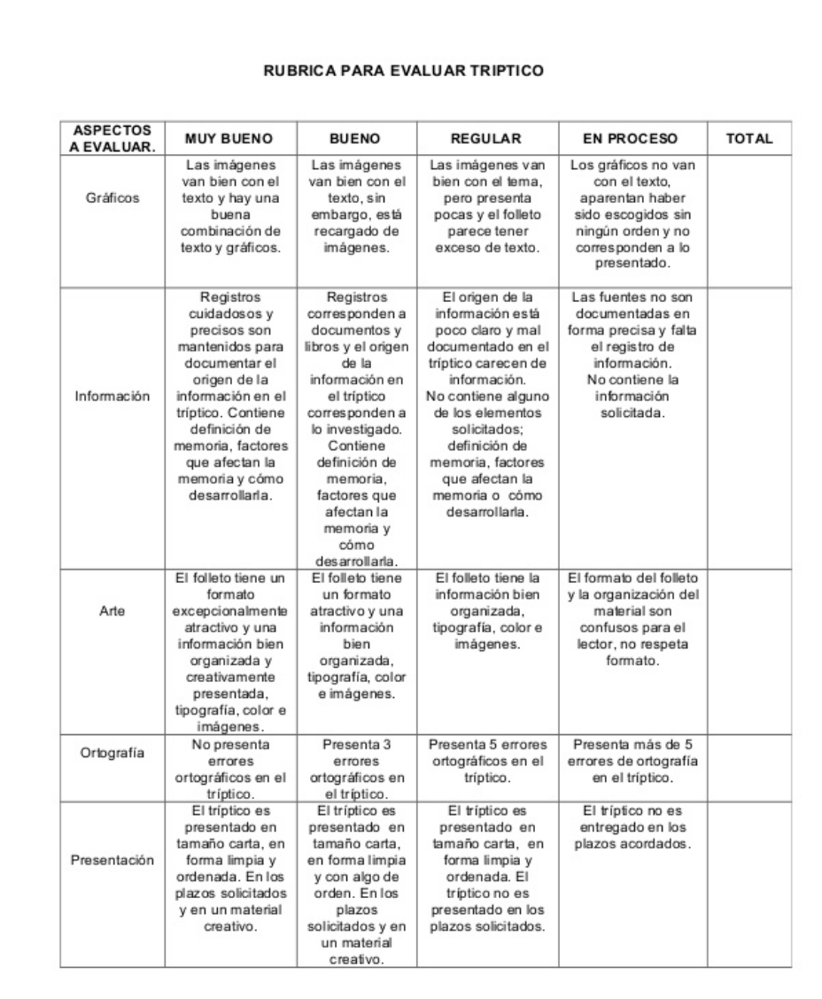 RUBRICA PARA EVALUAR TRIPTICO
ASPECTOS
A EVALUAR.
MUY BUENO
BUENO
REGULAR
EN PROCESO
TOTAL
Gráficos
Las imágenes
van bien con el
texto y hay una
buena
combinación de
texto y gráficos.
Las imágenes
van bien con el
texto, sin
embargo, está
recargado de
imágenes.
Las imágenes van
bien con el tema,
pero presenta
pocas y el folleto
parece tener
exceso de texto.
Los gráficos no van
con el texto,
aparentan haber
sido escogidos sin
ningún orden y no
corresponden a lo
presentado.
Información
Registros
cuidadosos y
precisos son
mantenidos para
documentar el
origen de la
información en el
tríptico. Contiene
definición de
memoria, factores
que afectan la
memoria y cómo
desarrollarla.
Registros
corresponden a
documentos y
libros y el origen
de la
información en
el tríptico
corresponden a
lo investigado.
Contiene
definición de
memoria,
factores que
afectan la
memoria y
cómo
desarrollarla.
El origen de la
información está
poco claro y mal
documentado en el
tríptico carecen de
información.
No contiene alguno
de los elementos
solicitados;
definición de
memoria, factores
que afectan la
memoria o cómo
desarrollarla.
Las fuentes no son
documentadas en
forma precisa y falta
el registro de
información.
No contiene la
información
solicitada.
Arte
El folleto tiene un
formato
excepcionalmente
atractivo y una
información bien
organizada y
creativamente
presentada,
tipografía, color e
imágenes.
El folleto tiene
un formato
atractivo y una
información
bien
organizada,
tipografía, color
e imágenes.
El folleto tiene la
información bien
organizada,
tipografía, color e
imágenes.
El formato del folleto
y la organización del
material son
confusos para el
lector, no respeta
formato.
Ortografía
No presenta
errores
ortográficos en el
tríptico.
Presenta 3
errores
ortográficos en
el tríptico.
Presenta 5 errores
ortográficos en el
tríptico.
Presenta más de 5
errores de ortografía
en el tríptico.
Presentación
El tríptico es
presentado en
tamaño carta, en
forma limpia y
ordenada. En los
plazos solicitados
y en un material
creativo.
El tríptico es
presentado en
tamaño carta,
en forma limpia
y con algo de
orden. En los
plazos
solicitados y en
un material
creativo.
El tríptico es
presentado en
tamaño carta, en
forma limpia y
ordenada. El
tríptico no es
presentado en los
plazos solicitados.
El tríptico no es
entregado en los
plazos acordados.